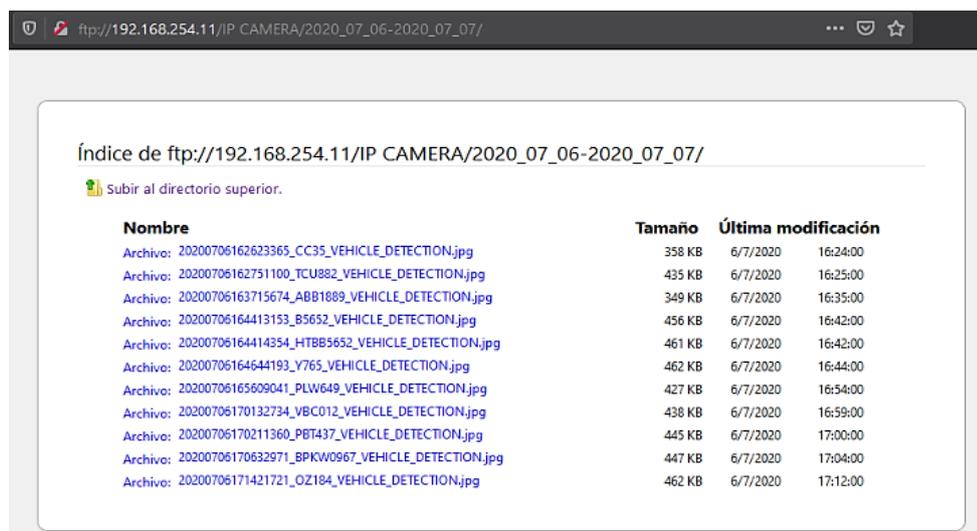 ftp://192.168.254.11/IP CAMERA/2020_07_06-2020_07_07/
Índice de ftp://192.168.254.11/IP CAMERA/2020_07_06-2020_07_07/
Subir al directorio superior.
Nombre Tamaño Última modificación
Archivo: 20200706162623365_CC35_VEHICLE_DETECTION.jpg 358 KB 6/7/2020 16:24:00
Archivo: 20200706162751100_TCU882_VEHICLE_DETECTION.jpg 435 KB 6/7/2020 16:25:00
Archivo: 20200706163715674_ABB1889_VEHICLE_DETECTION.jpg 349 KB 6/7/2020 16:35:00
Archivo: 20200706164413153_B5652_VEHICLE_DETECTION.jpg 456 KB 6/7/2020 16:42:00
Archivo: 20200706164414354_HTBB5652_VEHICLE_DETECTION.jpg 461 KB 6/7/2020 16:42:00
Archivo: 20200706164644193_Y765_VEHICLE_DETECTION.jpg 462 KB 6/7/2020 16:44:00
Archivo: 20200706165609041_PLW649_VEHICLE_DETECTION.jpg 427 KB 6/7/2020 16:54:00
Archivo: 20200706170132734_VBC012_VEHICLE_DETECTION.jpg 438 KB 6/7/2020 16:59:00
Archivo: 20200706170211360_PBT437_VEHICLE_DETECTION.jpg 445 KB 6/7/2020 17:00:00
Archivo: 20200706170632971_BPKW0967_VEHICLE_DETECTION.jpg 447 KB 6/7/2020 17:04:00
Archivo: 20200706171421721_OZ184_VEHICLE_DETECTION.jpg 462 KB 6/7/2020 17:12:00